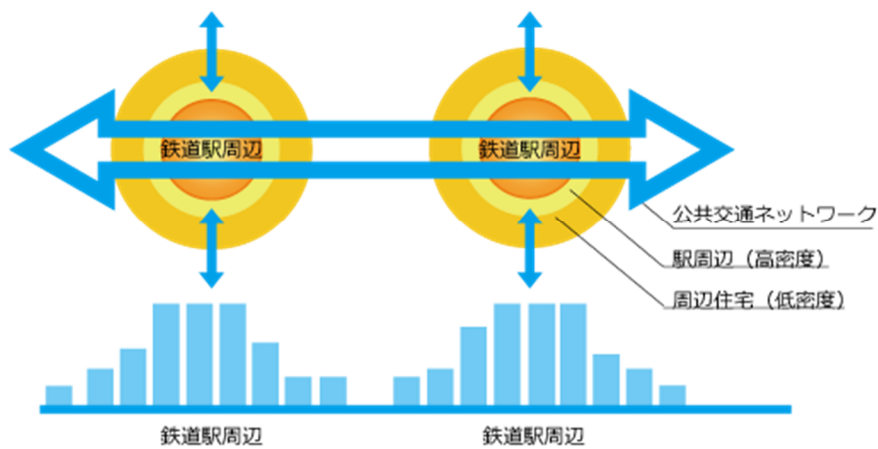 鉄道駅周辺
鉄道駅周辺
公共交通ネットワーク
駅周辺（高密度）
周辺住宅（低密度）
鉄道駅周辺
鉄道駅周辺